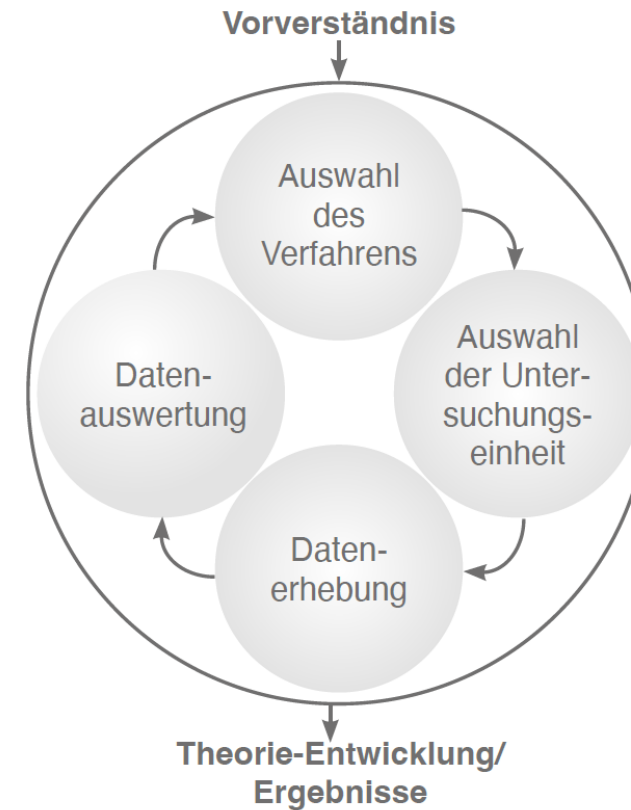 Vorverständnis
Auswahl
des
Verfahrens
Auswahl
der Unter-
suchungs-
einheit
Daten-
erhebung
Daten-
auswertung
Theorie-Entwicklung/
Ergebnisse